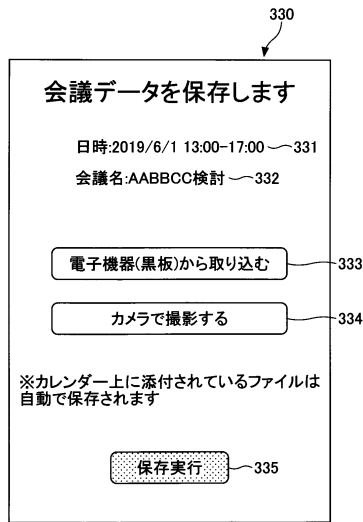 330
会議データを保存します
日時:2019/6/1 13:00-17:00 331
会議名:AABBCC検討 332
電子機器(黒板)から取り込む 333
カメラで撮影する 334
※カレンダー上に添付されているファイルは
自動で保存されます
保存実行 335